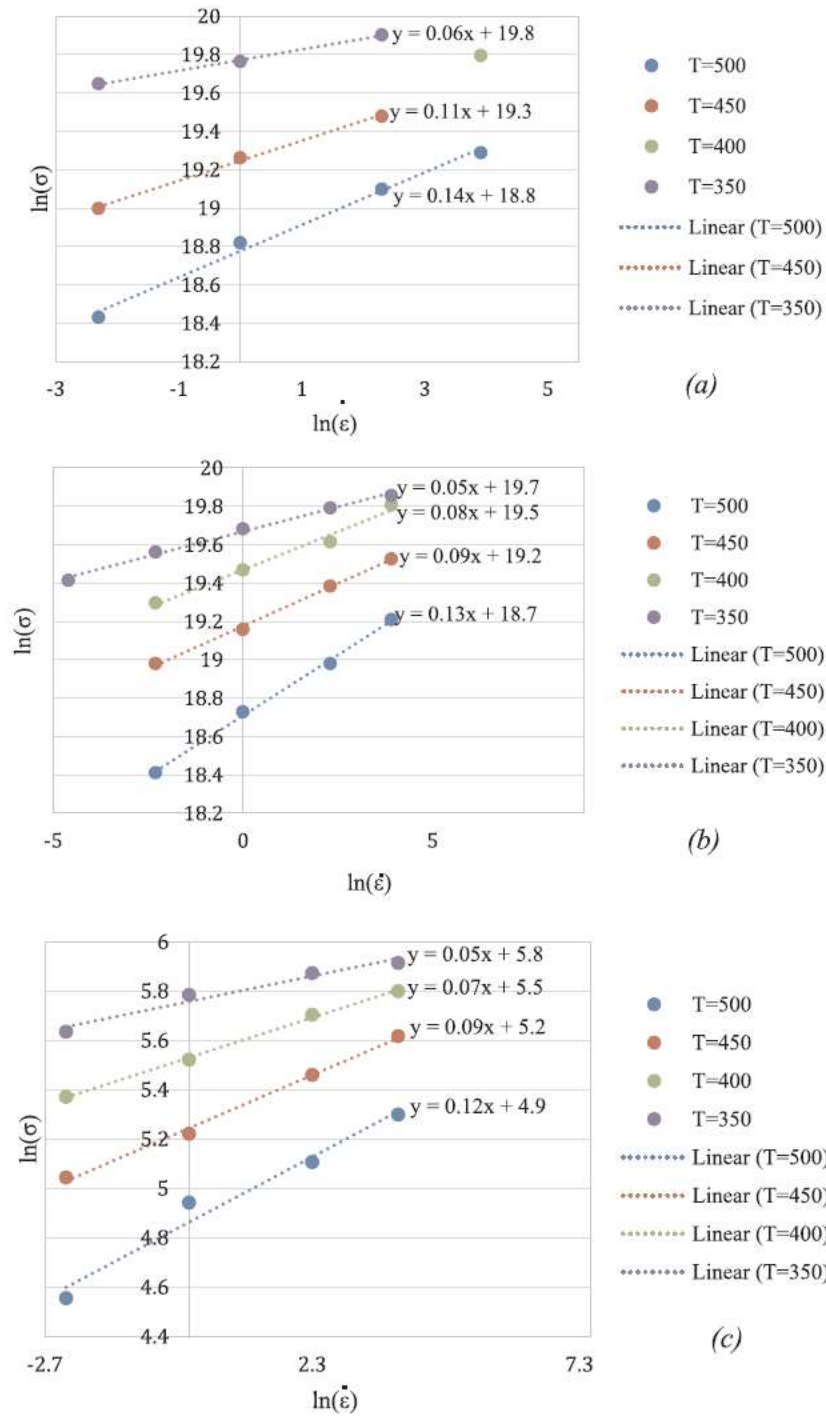 20
19.8
19.6
19.4
19.2
19
18.8
18.6
18.4
18.2
-3
-1
1
3
5
ln(σ)
ln(ε̇)
y = 0.06x + 19.8
y = 0.11x + 19.3
y = 0.14x + 18.8
T=500
T=450
T=400
T=350
Linear (T=500)
Linear (T=450)
Linear (T=350)
(a)
20
19.8
19.6
19.4
19.2
19
18.8
18.6
18.4
18.2
-5
0
5
ln(σ)
ln(ε̇)
y = 0.05x + 19.7
y = 0.08x + 19.5
y = 0.09x + 19.2
y = 0.13x + 18.7
T=500
T=450
T=400
T=350
Linear (T=500)
Linear (T=450)
Linear (T=400)
Linear (T=350)
(b)
6
5.8
5.6
5.4
5.2
5
4.8
4.6
4.4
-2.7
2.3
7.3
ln(σ)
ln(ε̇)
y = 0.05x + 5.8
y = 0.07x + 5.5
y = 0.09x + 5.2
y = 0.12x + 4.9
T=500
T=450
T=400
T=350
Linear (T=500)
Linear (T=450)
Linear (T=400)
Linear (T=350)
(c)